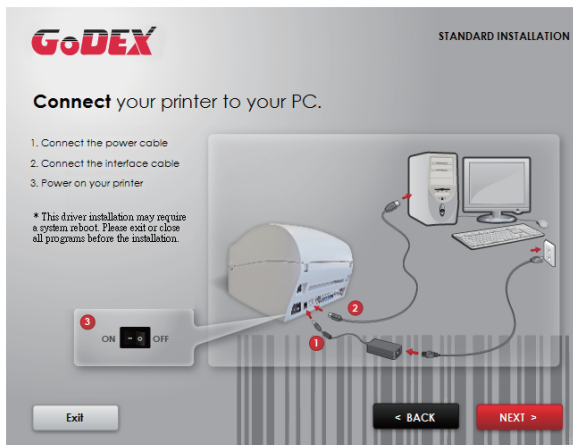 GoDEX
STANDARD INSTALLATION
Connect your printer to your PC.
1. Connect the power cable
2. Connect the interface cable
3. Power on your printer
* This driver installation may require
a system reboot. Please exit or close
all programs before the installation.
2
3
ON - o OFF
1
Exit
< BACK
NEXT >